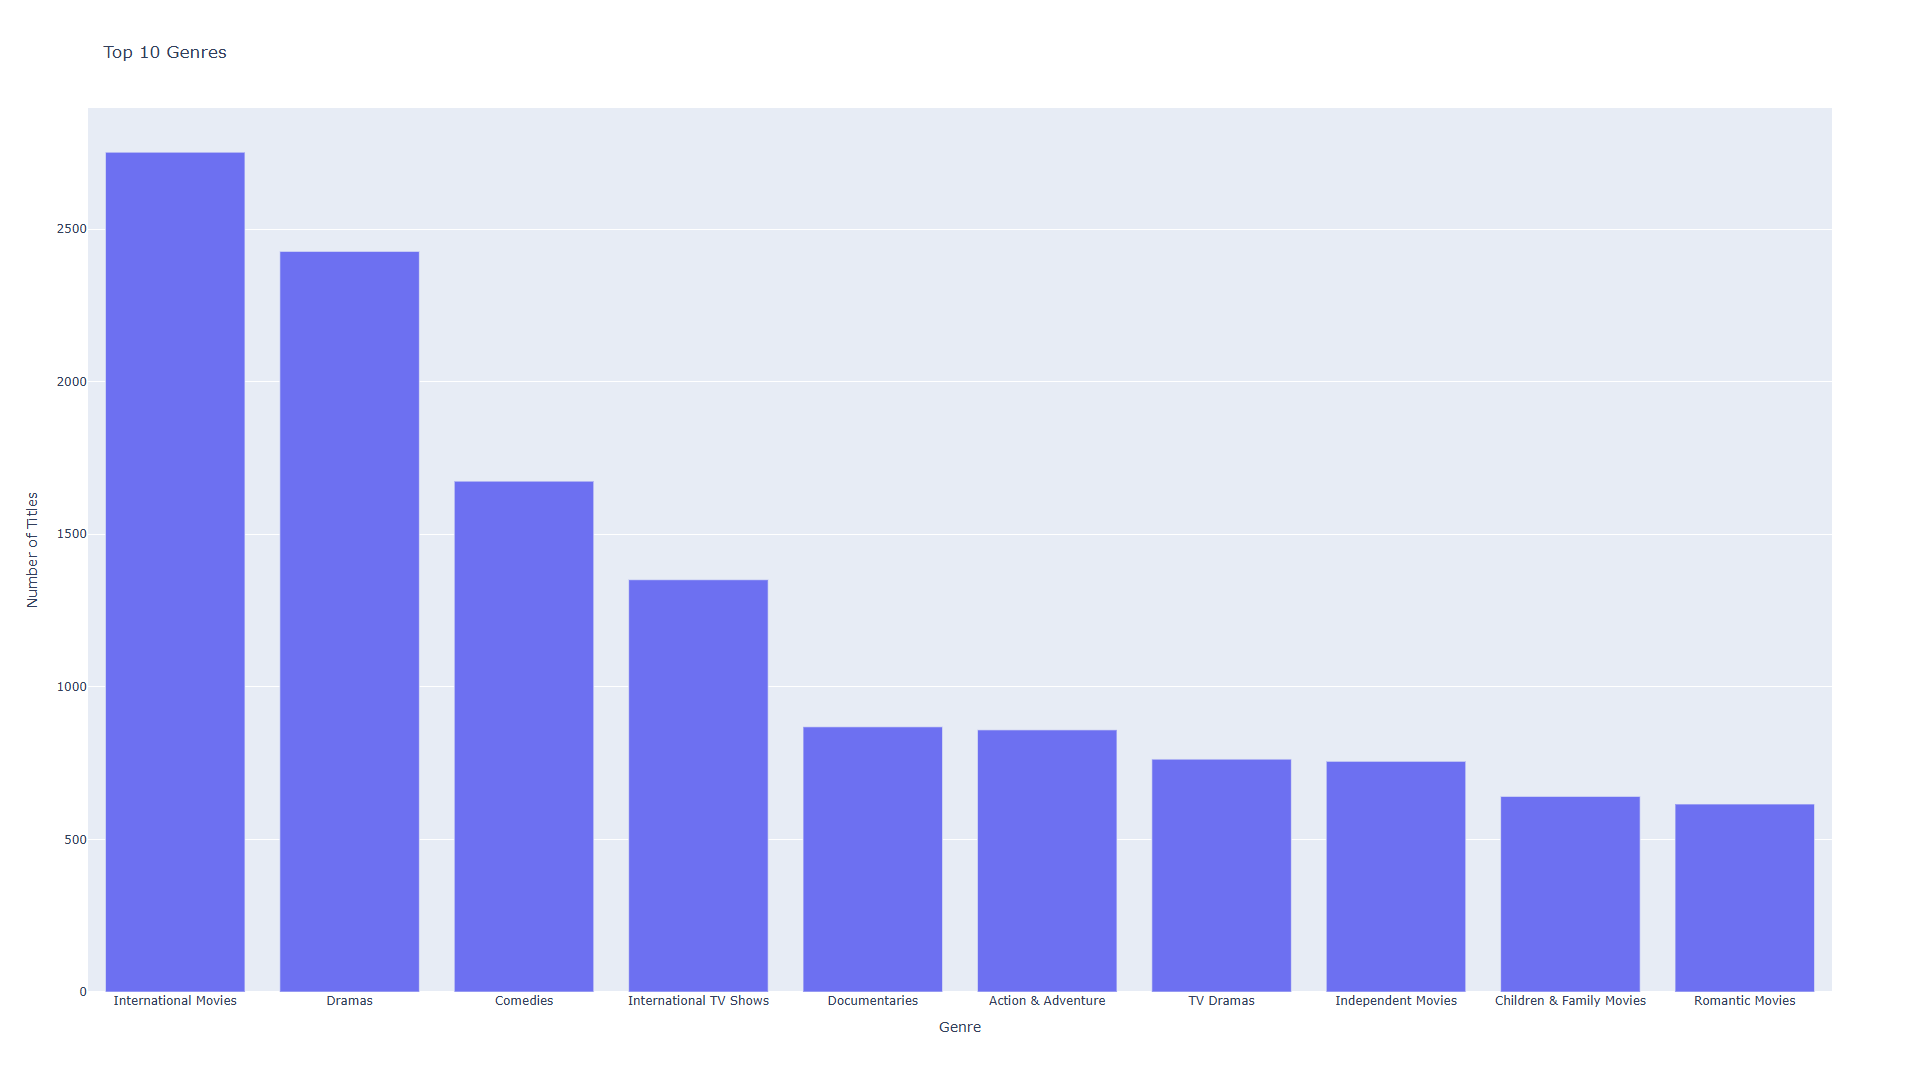 Top 10 Genres
2500
2000
1500
1000
500
0
Number of Titles
International Movies
Dramas
Comedies
International TV Shows
Documentaries
Action & Adventure
TV Dramas
Independent Movies
Children & Family Movies
Romantic Movies
Genre